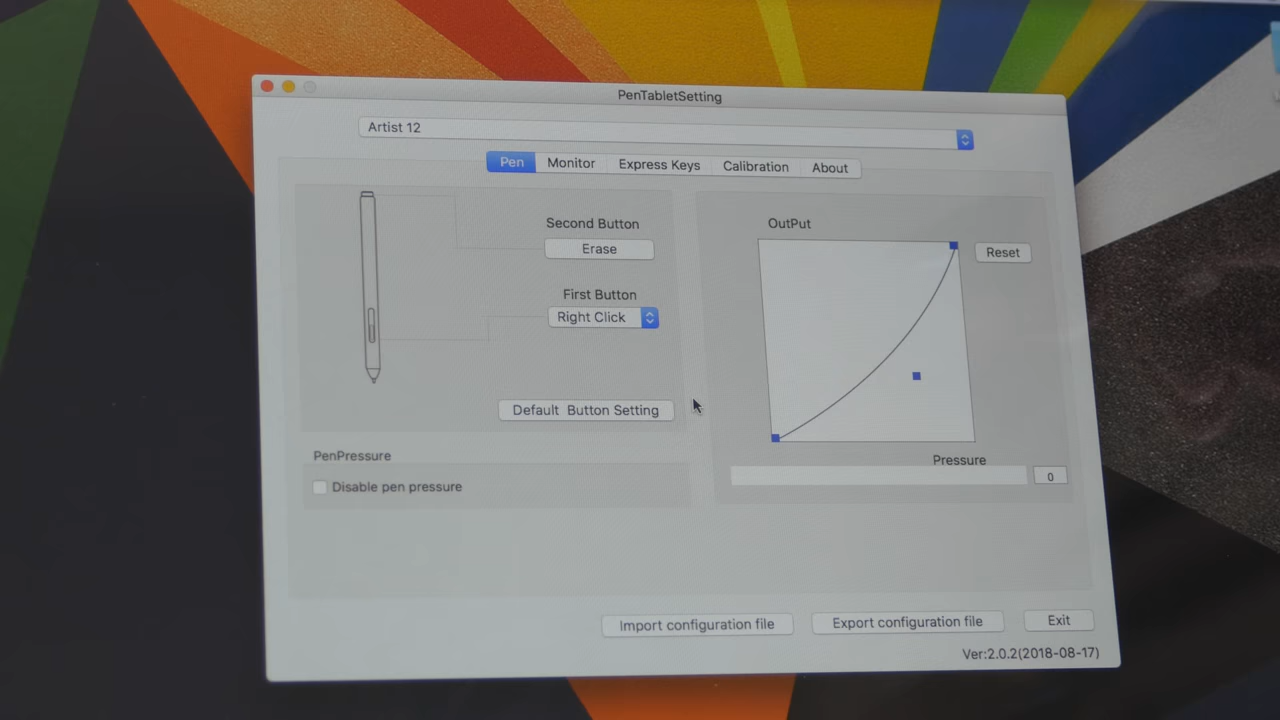 PenTabletSetting
Artist 12
Pen Monitor Express Keys Calibration About
Second Button
Erase
First Button
Right Click
Default Button Setting
PenPressure
Disable pen pressure
OutPut
Reset
Pressure
0
Import configuration file Export configuration file Exit
Ver:2.0.2(2018-08-17)